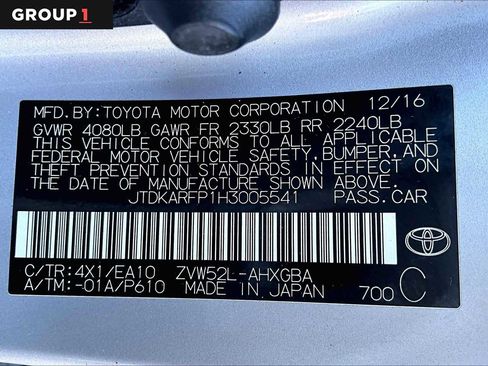 GROUP 1
MFD. BY: TOYOTA MOTOR CORPORATION 12/16
GVWR 4080LB GAWR FR 2330LB RR 2240LB
THIS VEHICLE CONFORMS TO ALL APPLICABLE
FEDERAL MOTOR VEHICLE SAFETY, BUMPER, AND
THEFT PREVENTION STANDARDS IN EFFECT ON
THE DATE OF MANUFACTURE SHOWN ABOVE.
JTDKARFP1H3005541 PASS. CAR
C/TR: 4X1/EA10 ZVW52L-AHXGBA
A/TM: -01A/P610 MADE IN JAPAN 700 C